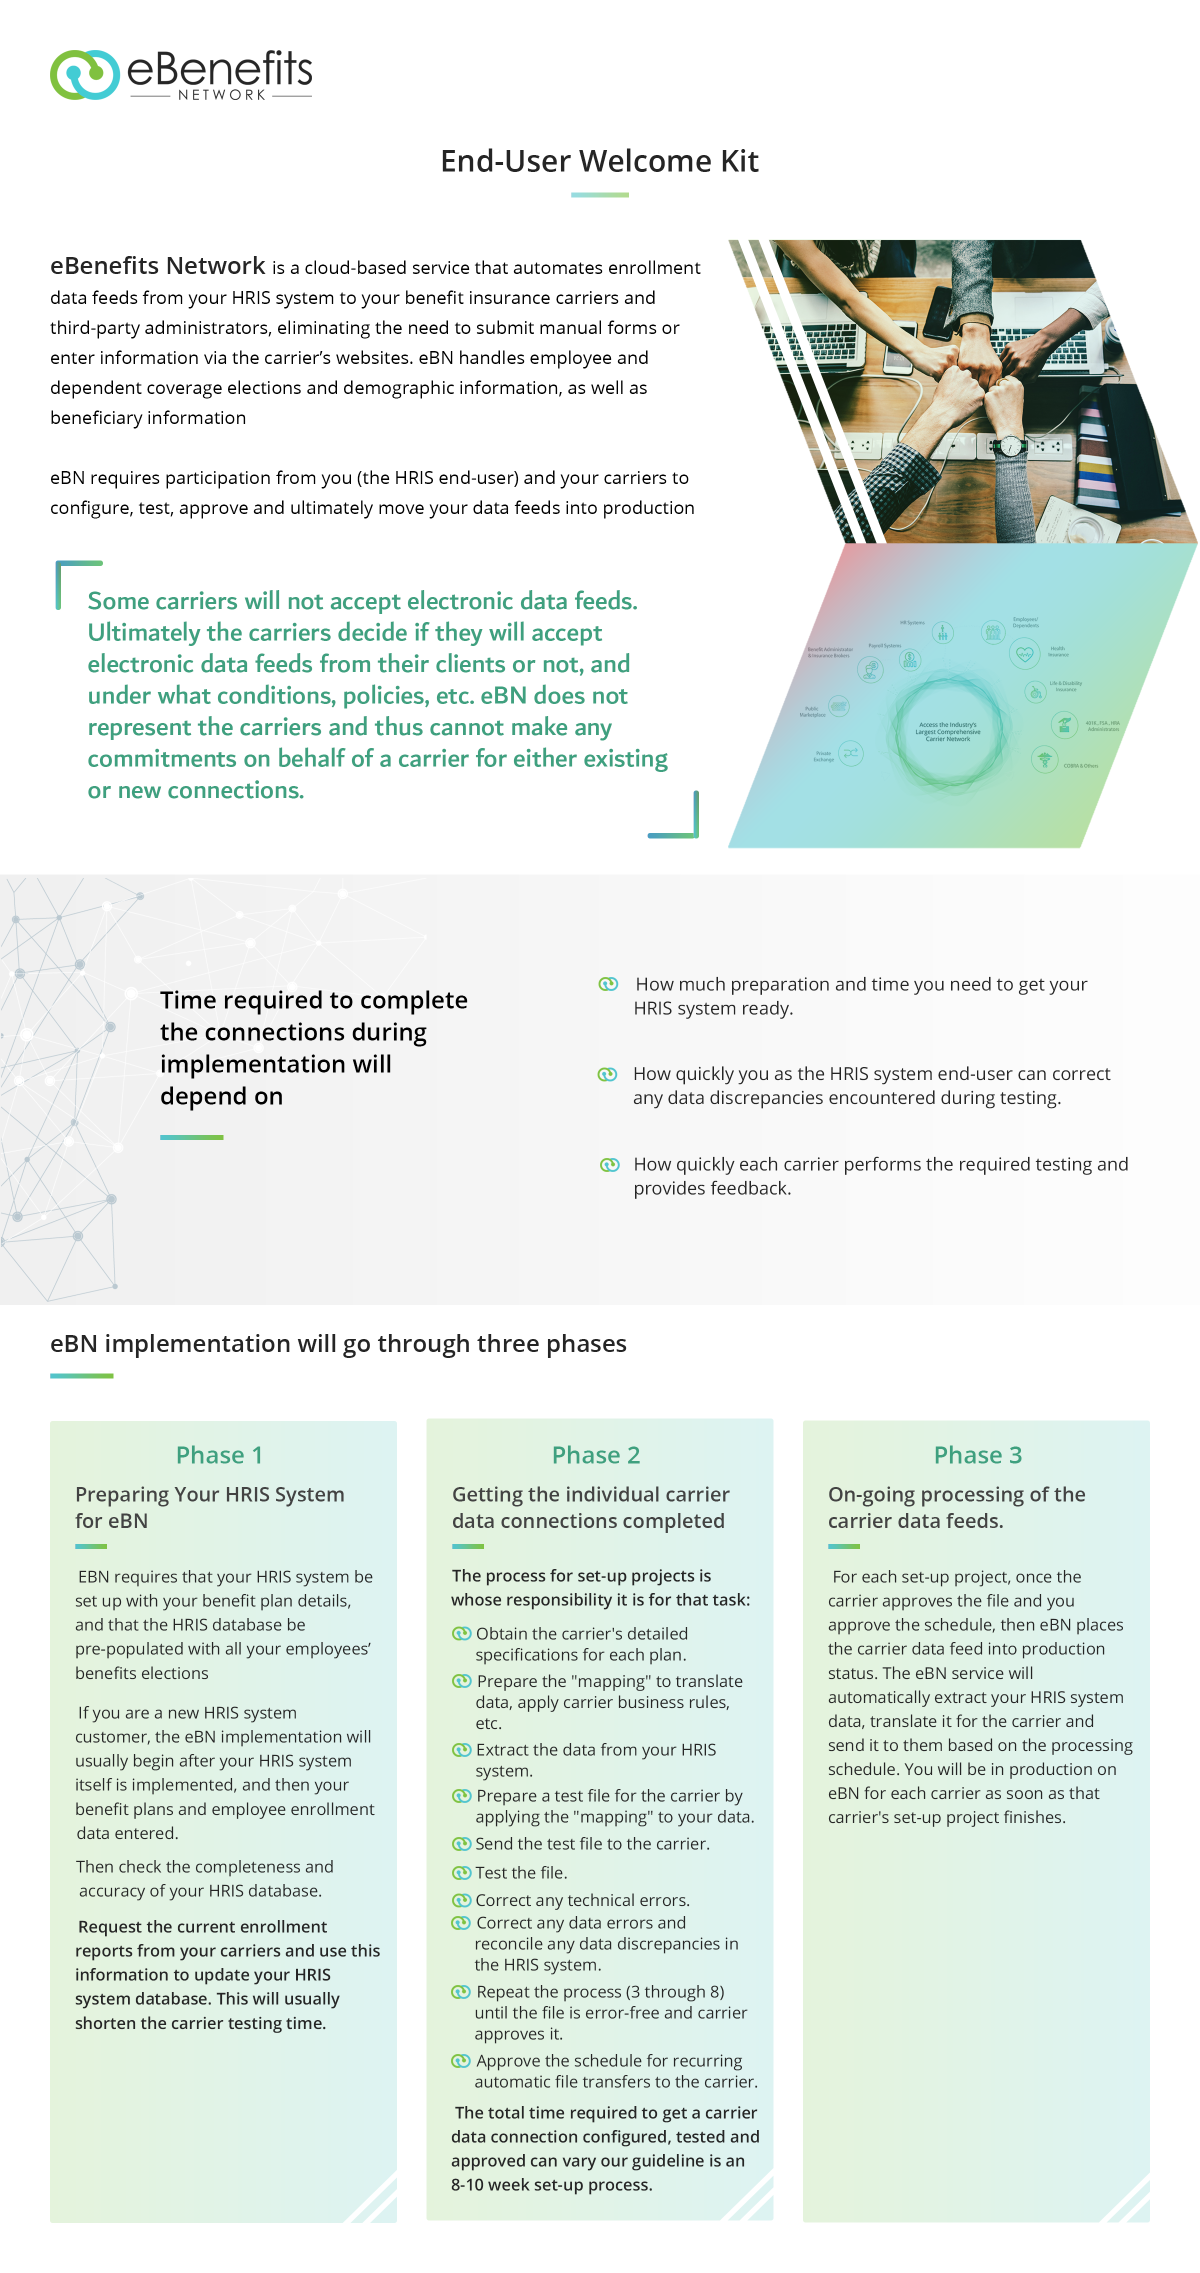 eBenefits
NETWORK
End-User Welcome Kit
eBenefits Network is a cloud-based service that automates enrollment
data feeds from your HRIS system to your benefit insurance carriers and
third-party administrators, eliminating the need to submit manual forms or
enter information via the carrier’s websites. eBN handles employee and
dependent coverage elections and demographic information, as well as
beneficiary information
eBN requires participation from you (the HRIS end-user) and your carriers to
configure, test, approve and ultimately move your data feeds into production
Some carriers will not accept electronic data feeds.
Ultimately the carriers decide if they will accept
electronic data feeds from their clients or not, and
under what conditions, policies, etc. eBN does not
represent the carriers and thus cannot make any
commitments on behalf of a carrier for either existing
or new connections.
HR Systems
Employees/
Dependents
Payroll Systems
Health
Insurance
Benefit Administrator
& Insurance Brokers
Life & Disability
Insurance
Public
Marketplace
Access the Industry's
Largest Comprehensive
Carrier Network
401K , FSA , HRA
Administrators
Private
Exchange
COBRA & Others
Time required to complete
the connections during
implementation will
depend on
How much preparation and time you need to get your
HRIS system ready.
How quickly you as the HRIS system end-user can correct
any data discrepancies encountered during testing.
How quickly each carrier performs the required testing and
provides feedback.
eBN implementation will go through three phases
Phase 1
Preparing Your HRIS System
for eBN
EBN requires that your HRIS system be
set up with your benefit plan details,
and that the HRIS database be
pre-populated with all your employees’
benefits elections
If you are a new HRIS system
customer, the eBN implementation will
usually begin after your HRIS system
itself is implemented, and then your
benefit plans and employee enrollment
data entered.
Then check the completeness and
accuracy of your HRIS database.
Request the current enrollment
reports from your carriers and use this
information to update your HRIS
system database. This will usually
shorten the carrier testing time.
Phase 2
Getting the individual carrier
data connections completed
The process for set-up projects is
whose responsibility it is for that task:
Obtain the carrier's detailed
specifications for each plan.
Prepare the "mapping" to translate
data, apply carrier business rules,
etc.
Extract the data from your HRIS
system.
Prepare a test file for the carrier by
applying the "mapping" to your data.
Send the test file to the carrier.
Test the file.
Correct any technical errors.
Correct any data errors and
reconcile any data discrepancies in
the HRIS system.
Repeat the process (3 through 8)
until the file is error-free and carrier
approves it.
Approve the schedule for recurring
automatic file transfers to the carrier.
The total time required to get a carrier
data connection configured, tested and
approved can vary our guideline is an
8-10 week set-up process.
Phase 3
On-going processing of the
carrier data feeds.
For each set-up project, once the
carrier approves the file and you
approve the schedule, then eBN places
the carrier data feed into production
status. The eBN service will
automatically extract your HRIS system
data, translate it for the carrier and
send it to them based on the processing
schedule. You will be in production on
eBN for each carrier as soon as that
carrier's set-up project finishes.